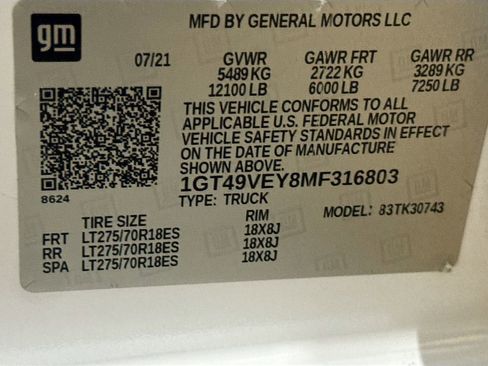 gm
MFD BY GENERAL MOTORS LLC
07/21 GVWR GAWR FRT GAWR RR
5489 KG 2722 KG 3289 KG
12100 LB 6000 LB 7250 LB
THIS VEHICLE CONFORMS TO ALL
APPLICABLE U.S. FEDERAL MOTOR
VEHICLE SAFETY STANDARDS IN EFFECT
ON THE DATE OF MANUFACTURE
SHOWN ABOVE.
1GT49VEY8MF316803
8624
TYPE: TRUCK MODEL: 83TK30743
TIRE SIZE RIM
FRT LT275/70R18ES 18X8J
RR LT275/70R18ES 18X8J
SPA LT275/70R18ES 18X8J